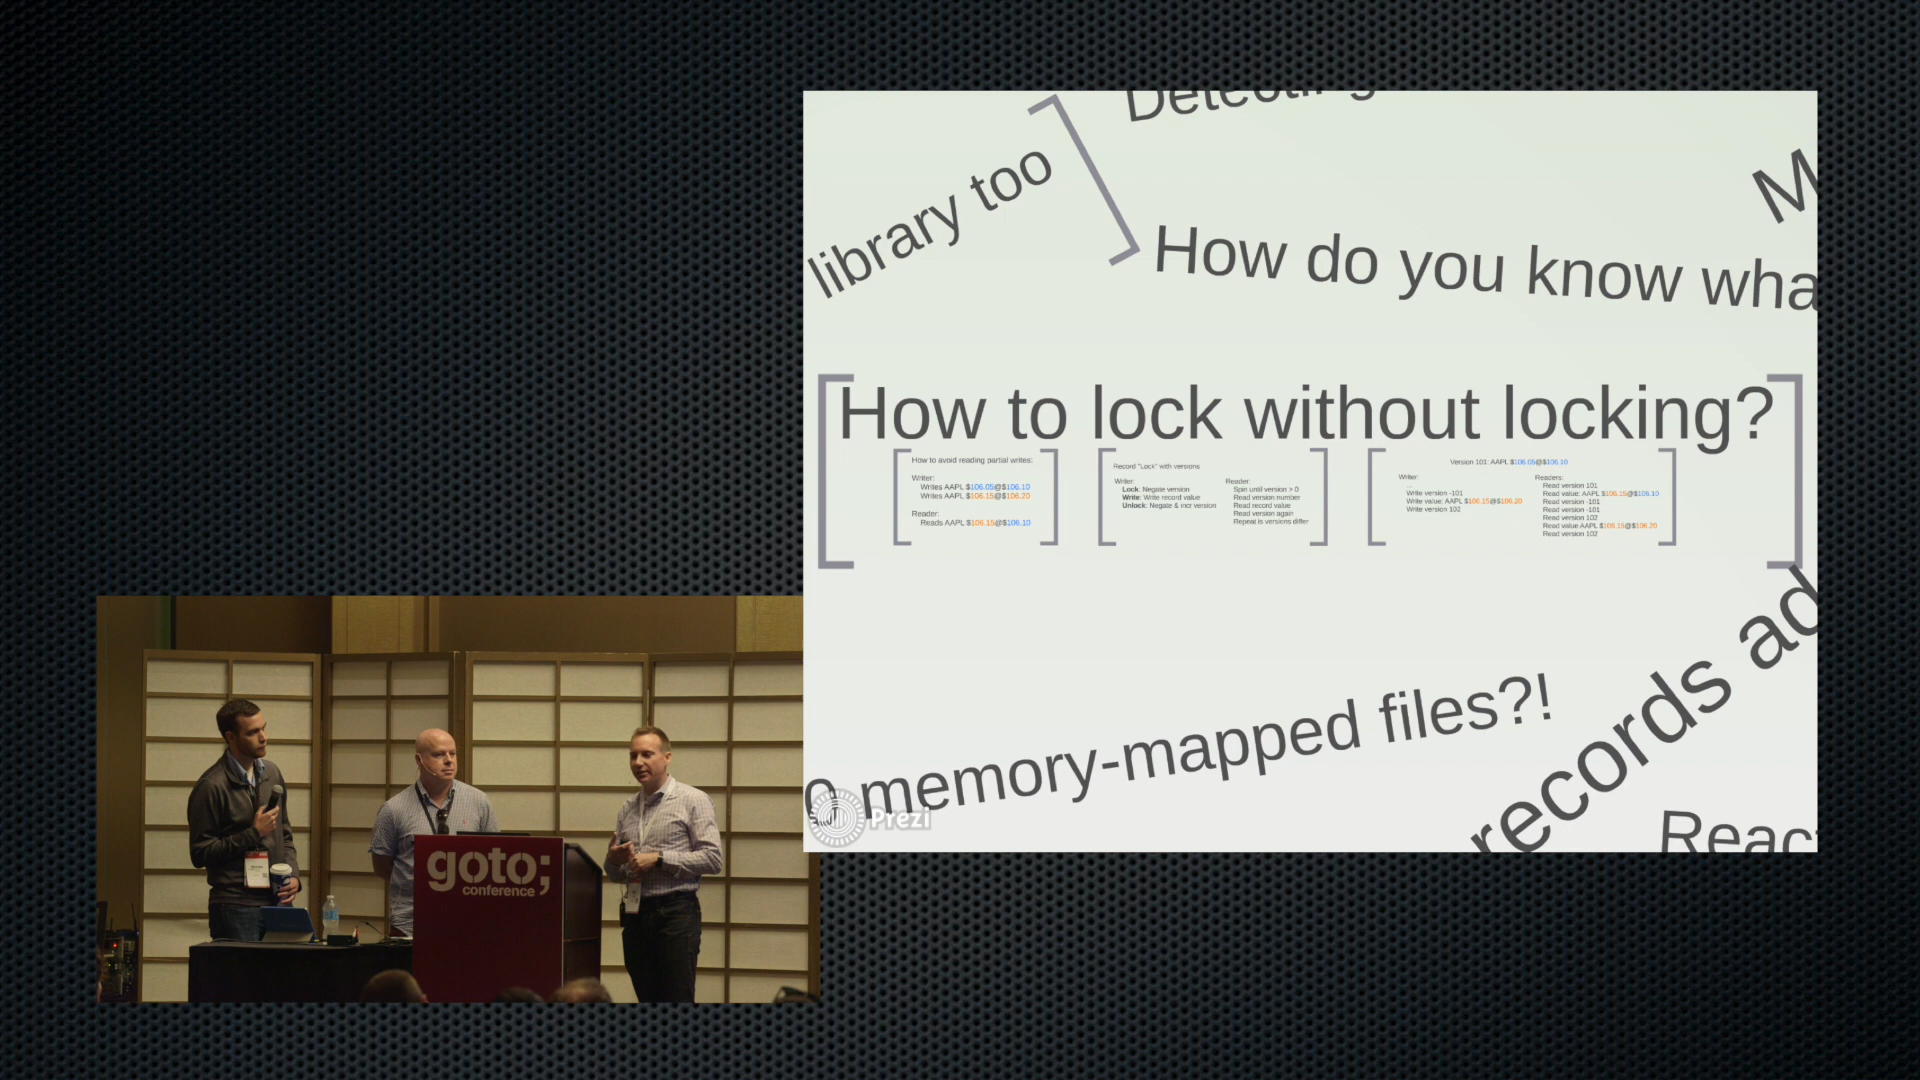 Detecting
library too
M
How do you know wha
How to lock without locking?
How to avoid reading partial writes:
Writer:
Writes AAPL $106.05@$106.10
Writes AAPL $106.15@$106.20
Reader:
Reads AAPL $106.15@$106.10
Record "Lock" with versions
Writer:
Lock: Negate version
Write: Write record value
Unlock: Negate & incr version
Reader:
Spin until version > 0
Read version number
Read record value
Read version again
Repeat is versions differ
Version 101: AAPL $106.05@$106.10
Writer:
...
Write version -101
Write value: AAPL $106.15@$106.20
Write version 102
Readers:
Read version 101
Read value: AAPL $106.15@$106.10
Read version -101
Read version -101
Read version 102
Read value AAPL $106.15@$106.20
Read version 102
records ad
0 memory-mapped files?!
Prezi
React
goto;
conference